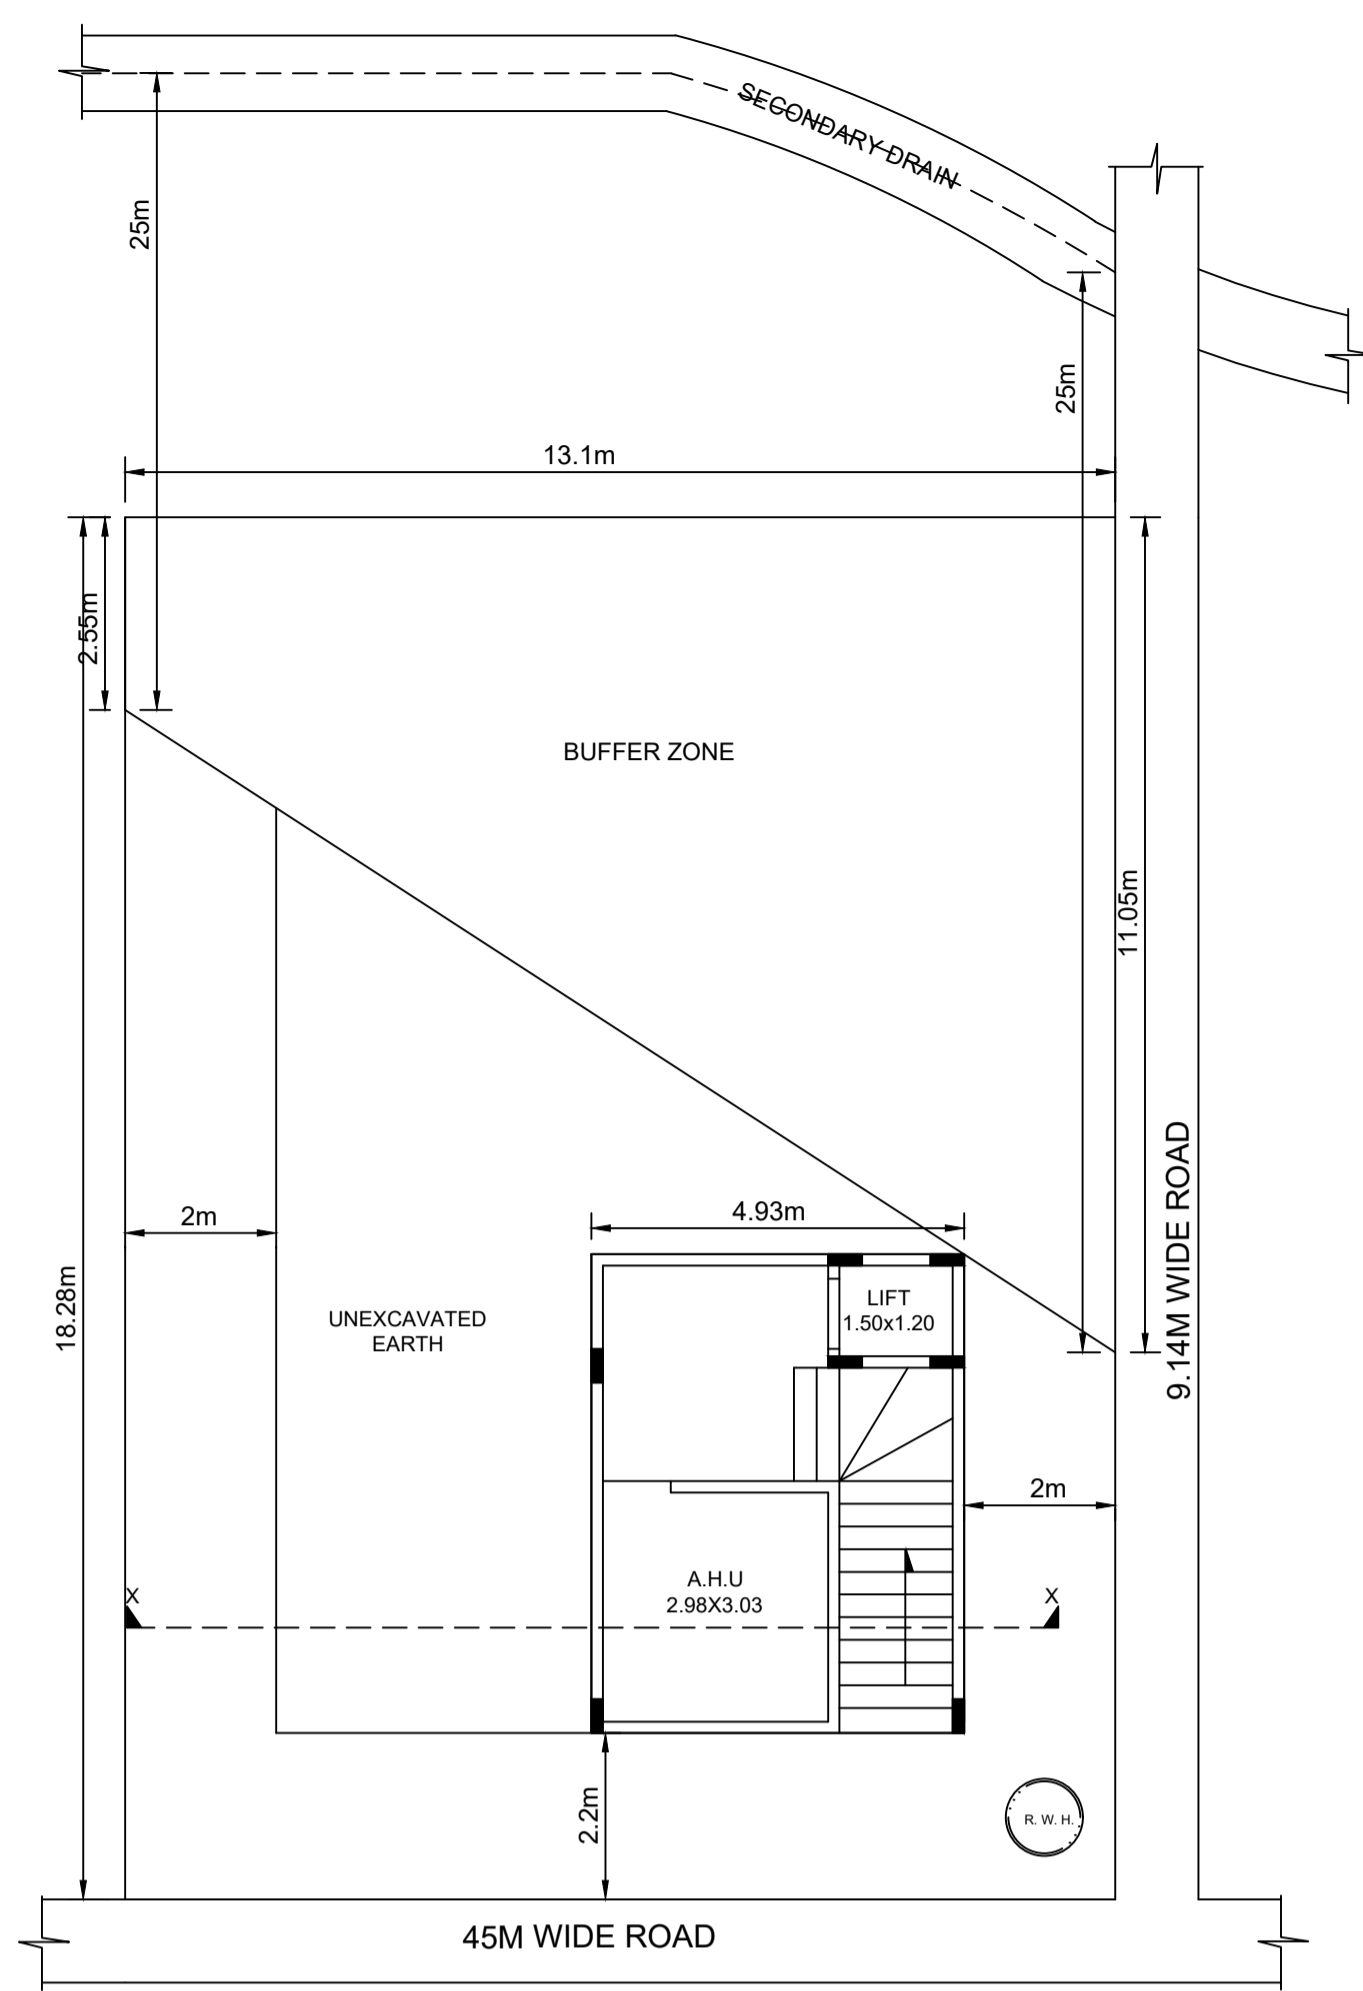 SECONDARY DRAIN
25m
25m
13.1m
2.55m
BUFFER ZONE
11.05m
9.14M WIDE ROAD
2m
4.93m
18.28m
UNEXCAVATED
EARTH
LIFT
1.50x1.20
2m
A.H.U
2.98X3.03
X
X
2.2m
R. W. H.
45M WIDE ROAD